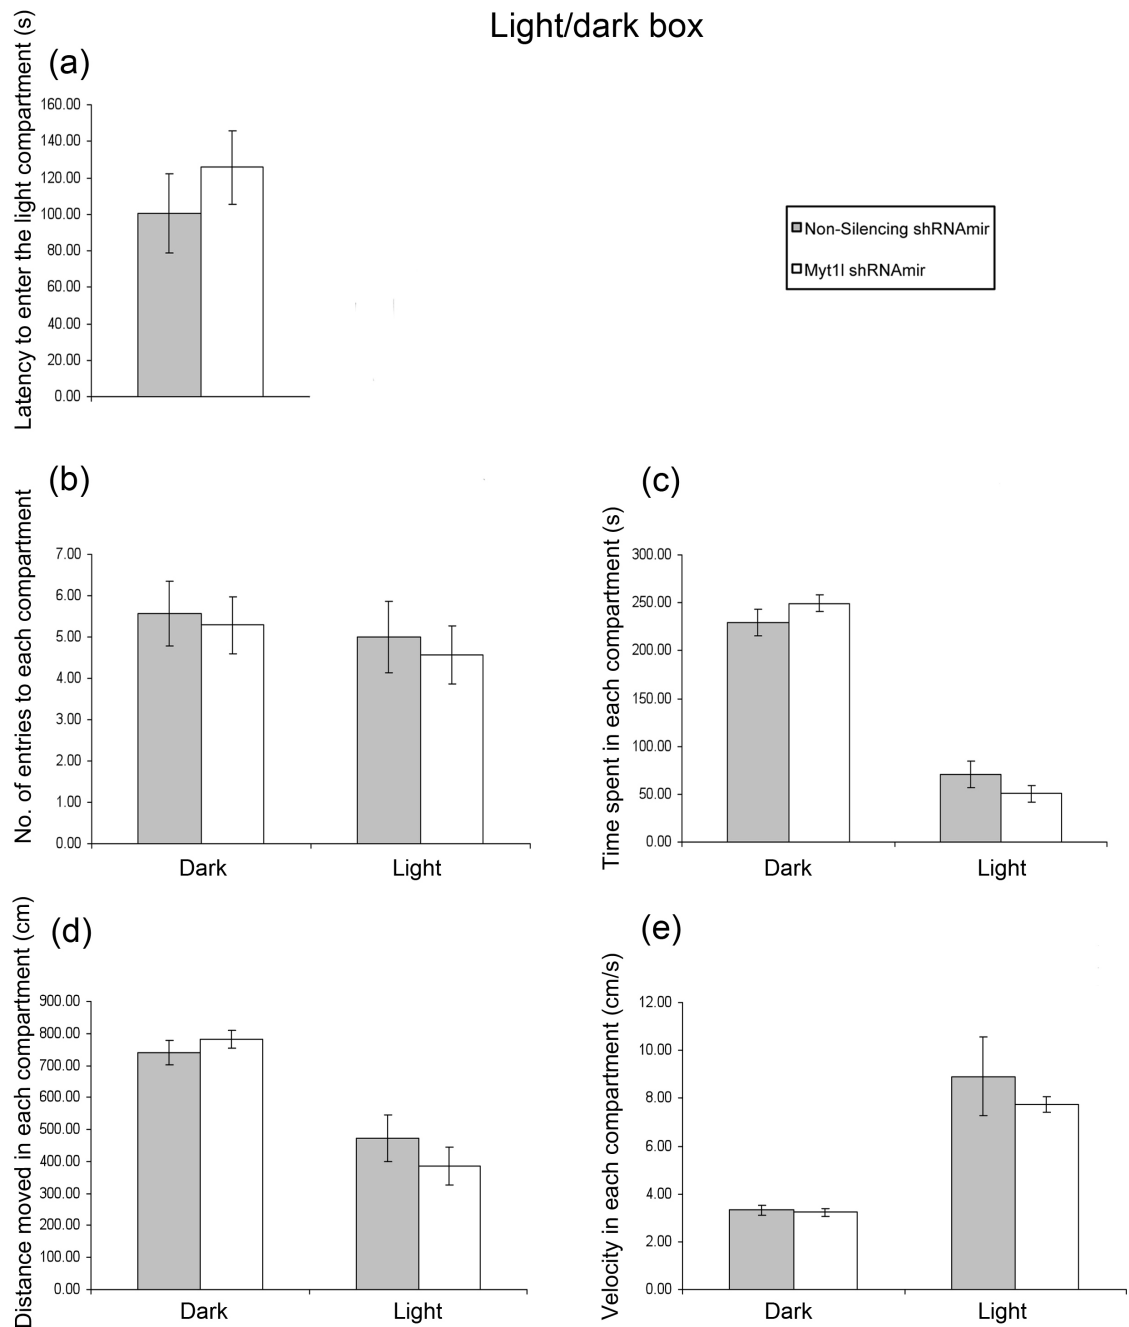 Light/dark box
(a)
Latency to enter the light compartment (s)
160.00
140.00
120.00
100.00
80.00
60.00
40.00
20.00
0.00
Non-Silencing shRNAmir
Myt1l shRNAmir
(b)
No. of entries to each compartment
7.00
6.00
5.00
4.00
3.00
2.00
1.00
0.00
Dark Light
(c)
Time spent in each compartment (s)
300.00
250.00
200.00
150.00
100.00
50.00
0.00
Dark Light
(d)
Distance moved in each compartment (cm)
900.00
800.00
700.00
600.00
500.00
400.00
300.00
200.00
100.00
0.00
Dark Light
(e)
Velocity in each compartment (cm/s)
12.00
10.00
8.00
6.00
4.00
2.00
0.00
Dark Light